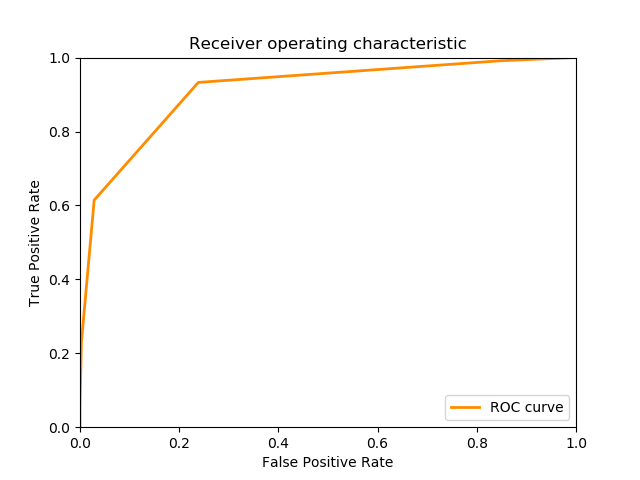 Receiver operating characteristic
True Positive Rate
1.0
0.8
0.6
0.4
0.2
0.0
ROC curve
0.0 0.2 0.4 0.6 0.8 1.0
False Positive Rate